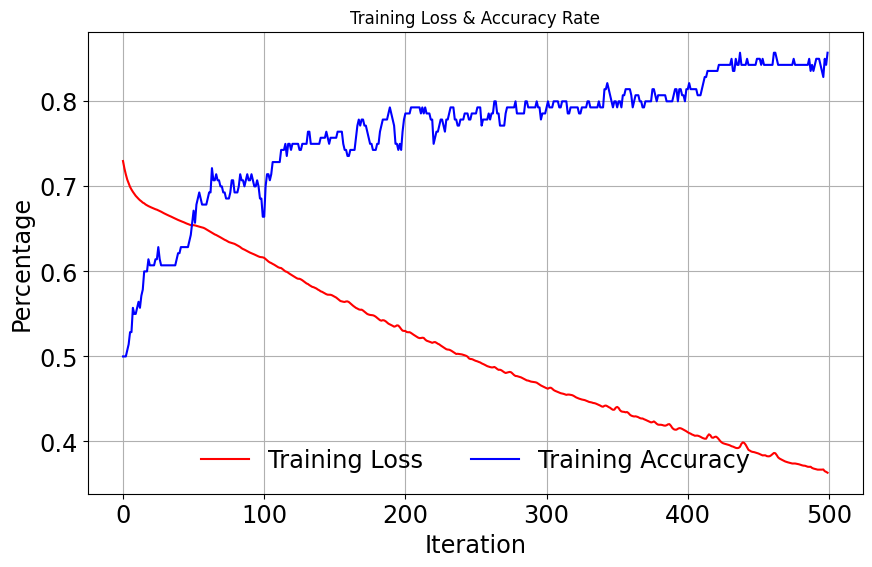 Training Loss & Accuracy Rate
Percentage
0.8
0.7
0.6
0.5
0.4
Training Loss Training Accuracy
0 100 200 300 400 500
Iteration